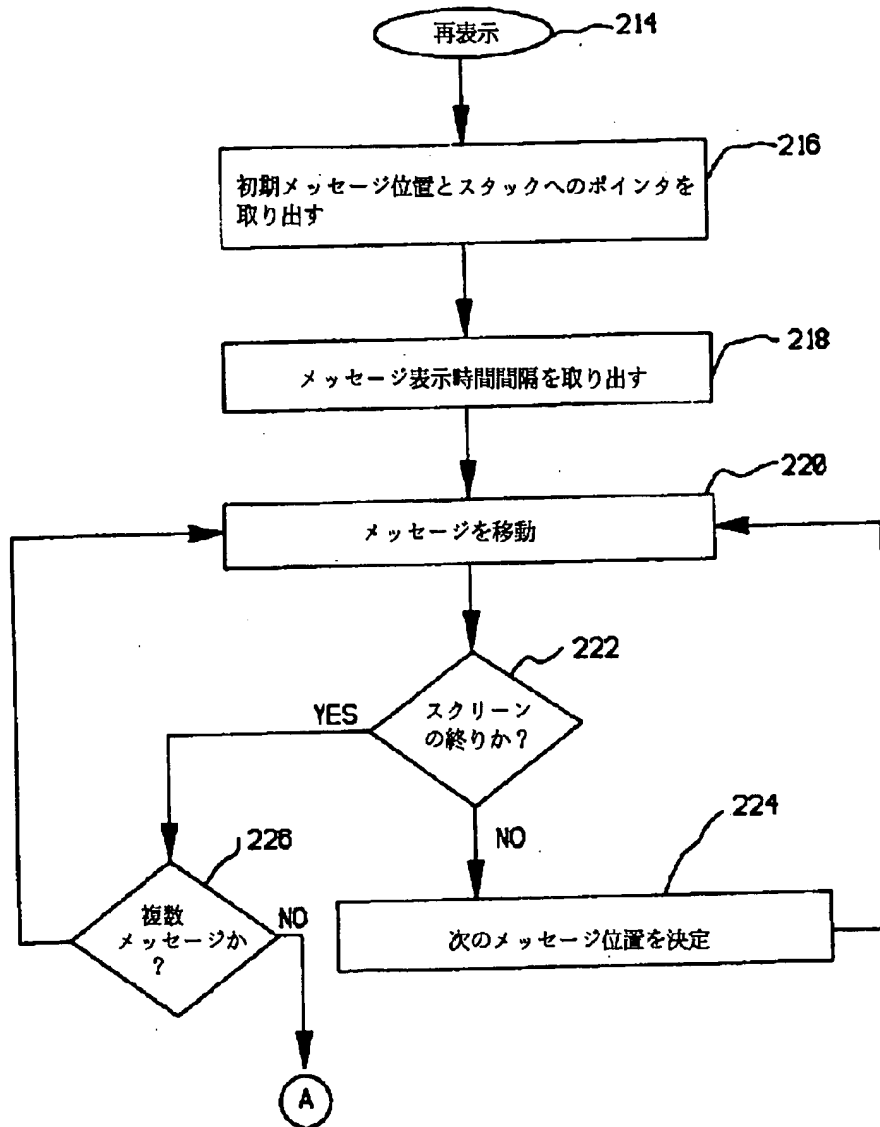 再表示
214
216
初期メッセージ位置とスタックへのポインタを
取り出す
218
メッセージ表示時間間隔を取り出す
220
メッセージを移動
222
スクリーン
の終りか？
YES
NO
224
次のメッセージ位置を決定
226
複数
メッセージか
？
NO
A